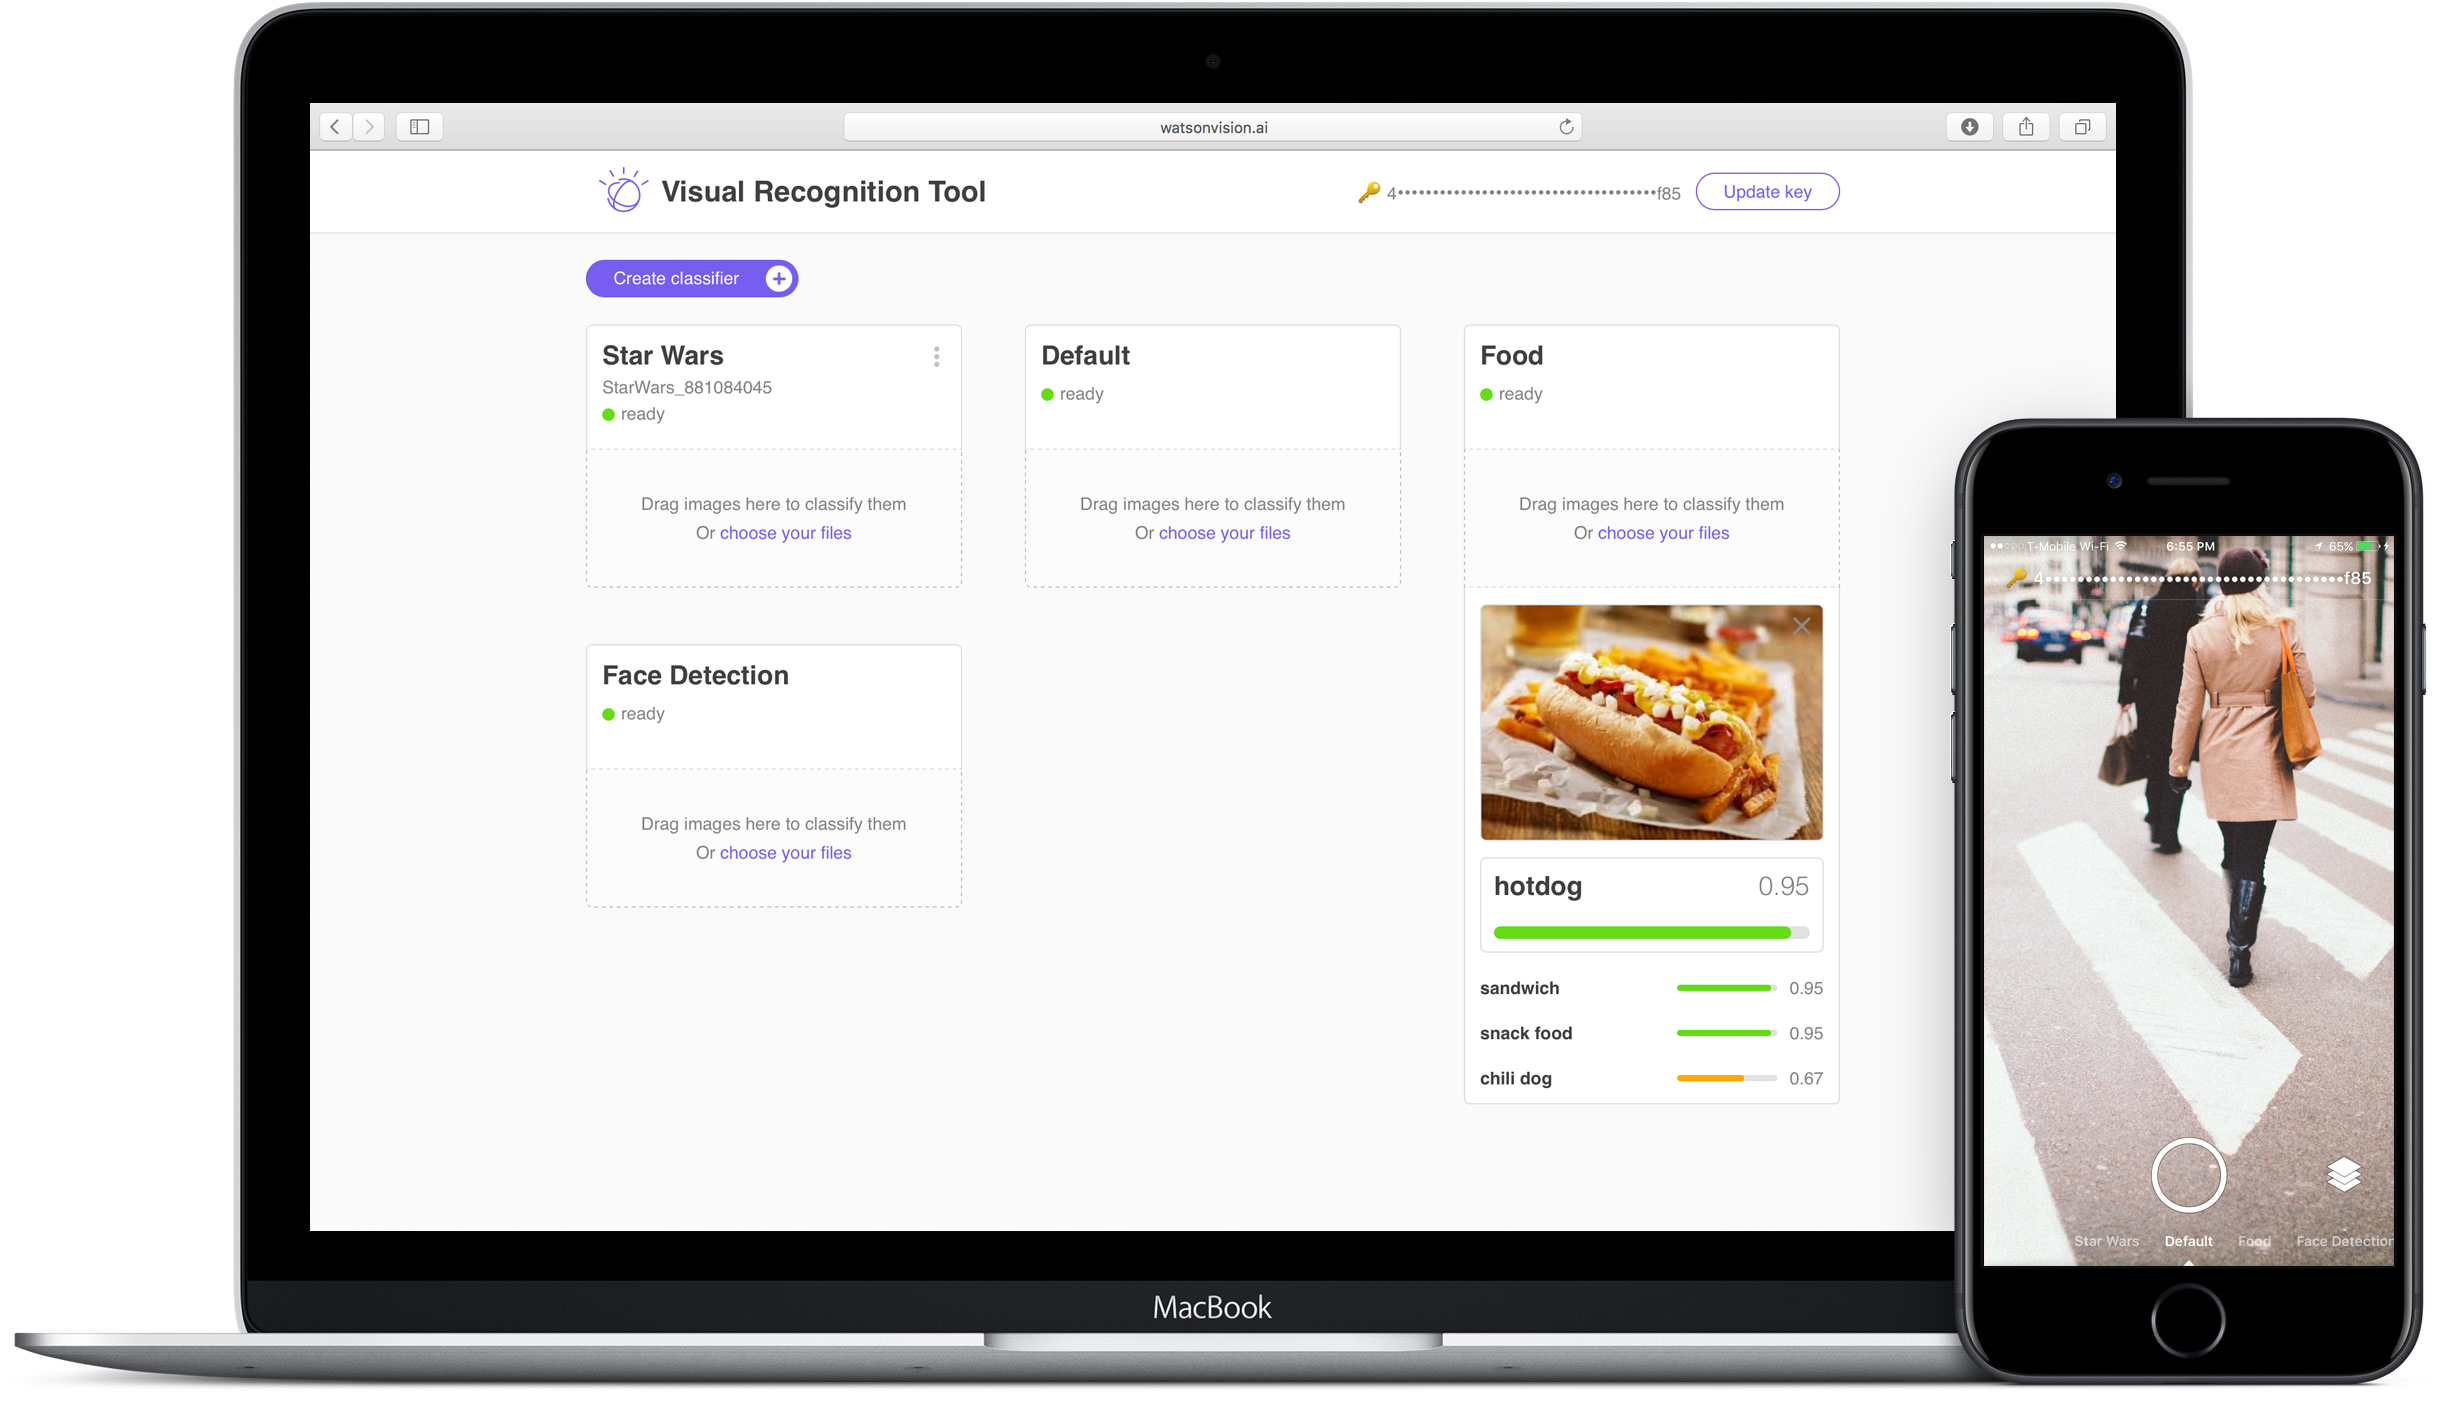 watsonvision.ai
Visual Recognition Tool
4•••••••••••••••••••••••••••••••••••••f85
Update key
Create classifier
Star Wars
StarWars_881084045
ready
Drag images here to classify them
Or choose your files
Default
ready
Drag images here to classify them
Or choose your files
Food
ready
Drag images here to classify them
Or choose your files
hotdog 0.95
sandwich 0.95
snack food 0.95
chili dog 0.67
Face Detection
ready
Drag images here to classify them
Or choose your files
MacBook
T-Mobile Wi-Fi 6:55 PM 65%
4•••••••••••••••••••••••••••••••••••••f85
Star Wars Default Food Face Detection